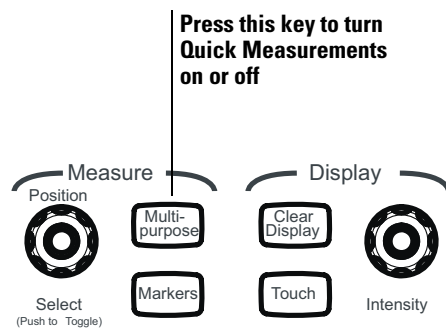 Press this key to turn
Quick Measurements
on or off
Measure
Display
Position
Multi-
purpose
Clear
Display
Markers
Touch
Select
(Push to Toggle)
Intensity